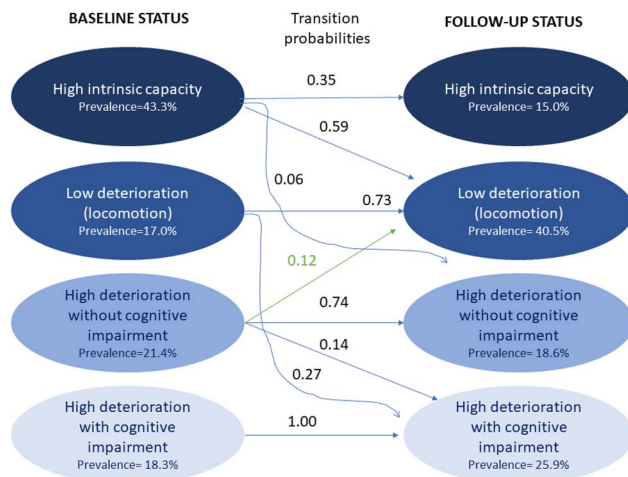 BASELINE STATUS
Transition
probabilities
FOLLOW-UP STATUS
High intrinsic capacity
Prevalence=43.3%
0.35
High intrinsic capacity
Prevalence= 15.0%
0.59
0.06
Low deterioration
(locomotion)
Prevalence=17.0%
0.73
Low deterioration
(locomotion)
Prevalence= 40.5%
0.12
High deterioration
without cognitive
impairment
Prevalence=21.4%
0.74
High deterioration
without cognitive
impairment
Prevalence= 18.6%
0.14
0.27
High deterioration
with cognitive
impairment
Prevalence= 18.3%
1.00
High deterioration
with cognitive
impairment
Prevalence= 25.9%